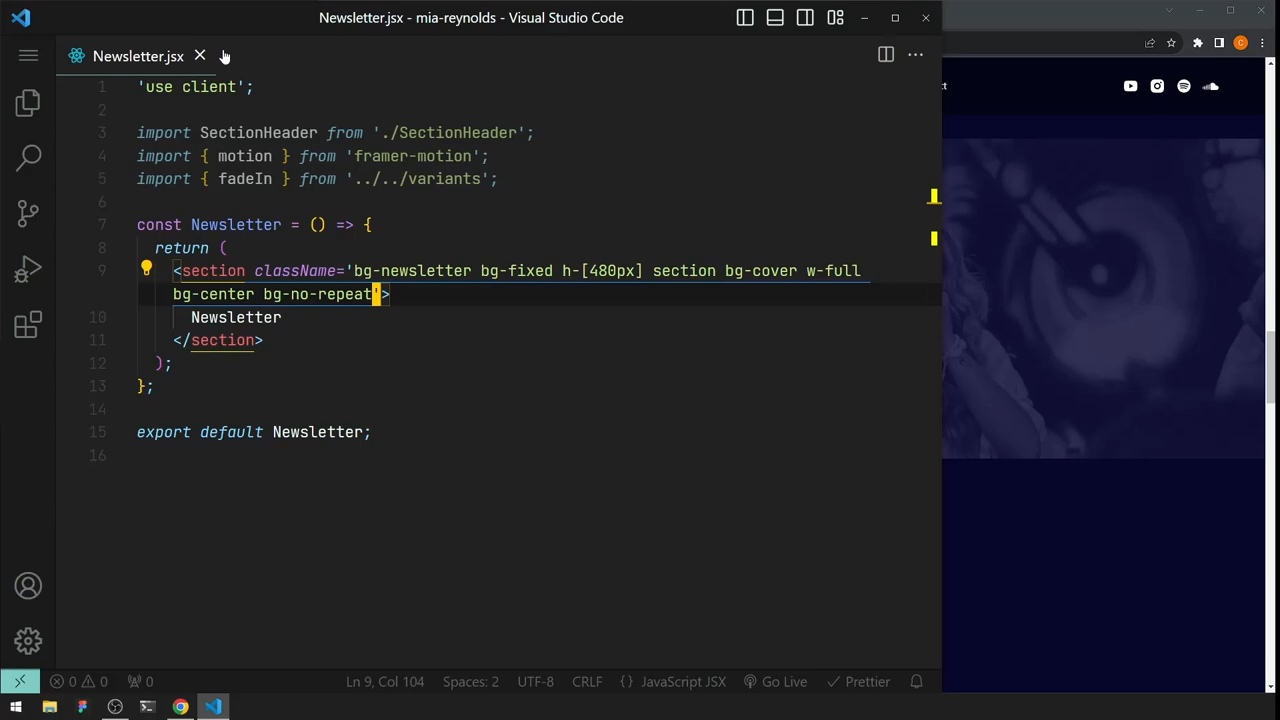 Newsletter.jsx - mia-reynolds - Visual Studio Code
Newsletter.jsx
1 'use client';
2
3 import SectionHeader from './SectionHeader';
4 import { motion } from 'framer-motion';
5 import { fadeIn } from '../../variants';
6
7 const Newsletter = () => {
8 return (
9 <section className='bg-newsletter bg-fixed h-[480px] section bg-cover w-full
bg-center bg-no-repeat'>
10 Newsletter
11 </section>
12 );
13 };
14
15 export default Newsletter;
16
0 0 0 Ln 9, Col 104 Spaces: 2 UTF-8 CRLF {} JavaScript JSX Go Live Prettier
C